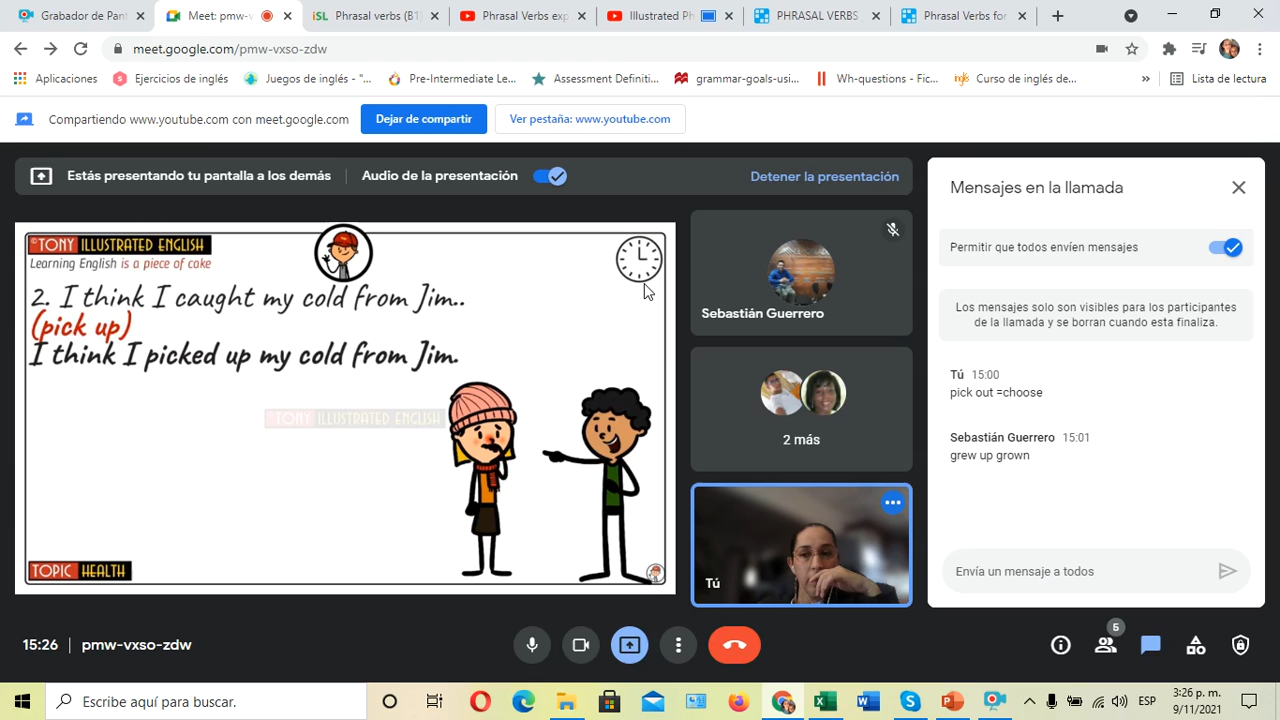 Grabador de Pan
Meet: pmw-v
iSL
Phrasal verbs (B1)
Phrasal Verbs exp
Illustrated Ph
PHRASAL VERBS
Phrasal Verbs for
meet.google.com/pmw-vxso-zdw
Aplicaciones
Ejercicios de inglés
Juegos de inglés - "...
Pre-Intermediate Le...
Assessment Definiti...
grammar-goals-usi...
Wh-questions - Fic...
Curso de inglés de...
»
Lista de lectura
Compartiendo www.youtube.com con meet.google.com
Dejar de compartir
Ver pestaña: www.youtube.com
Estás presentando tu pantalla a los demás
Audio de la presentación
Detener la presentación
©TONY ILLUSTRATED ENGLISH
Learning English is a piece of cake
2. I think I caught my cold from Jim..
(pick up)
I think I picked up my cold from Jim.
©TONY ILLUSTRATED ENGLISH
TOPIC HEALTH
Sebastián Guerrero
2 más
Tú
Mensajes en la llamada
Permitir que todos envíen mensajes
Los mensajes solo son visibles para los participantes
de la llamada y se borran cuando esta finaliza.
Tú 15:00
pick out =choose
Sebastián Guerrero 15:01
grew up grown
Envía un mensaje a todos
15:26 | pmw-vxso-zdw
5
Escribe aquí para buscar.
ESP
3:26 p. m.
9/11/2021